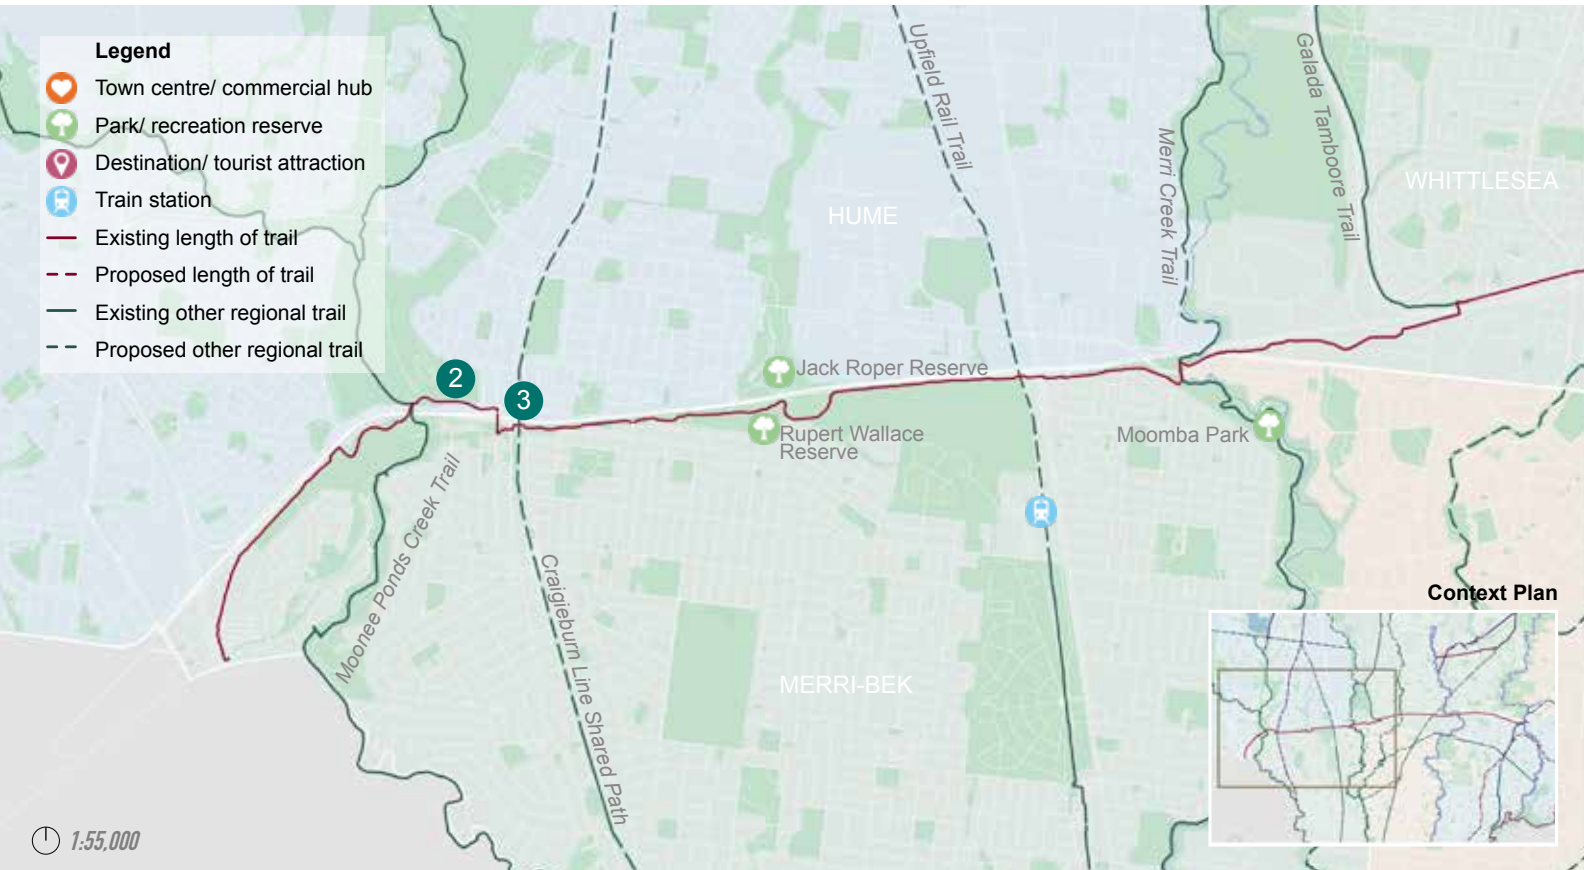 Legend
Town centre/ commercial hub
Park/ recreation reserve
Destination/ tourist attraction
Train station
Existing length of trail
Proposed length of trail
Existing other regional trail
Proposed other regional trail
Upfield Rail Trail
Galada Tamboore Trail
Merri Creek Trail
WHITTLESEA
HUME
2
3
Jack Roper Reserve
Rupert Wallace
Reserve
Moomba Park
Moonee Ponds Creek Trail
Craigieburn Line Shared Path
MERRI-BEK
Context Plan
1:55,000